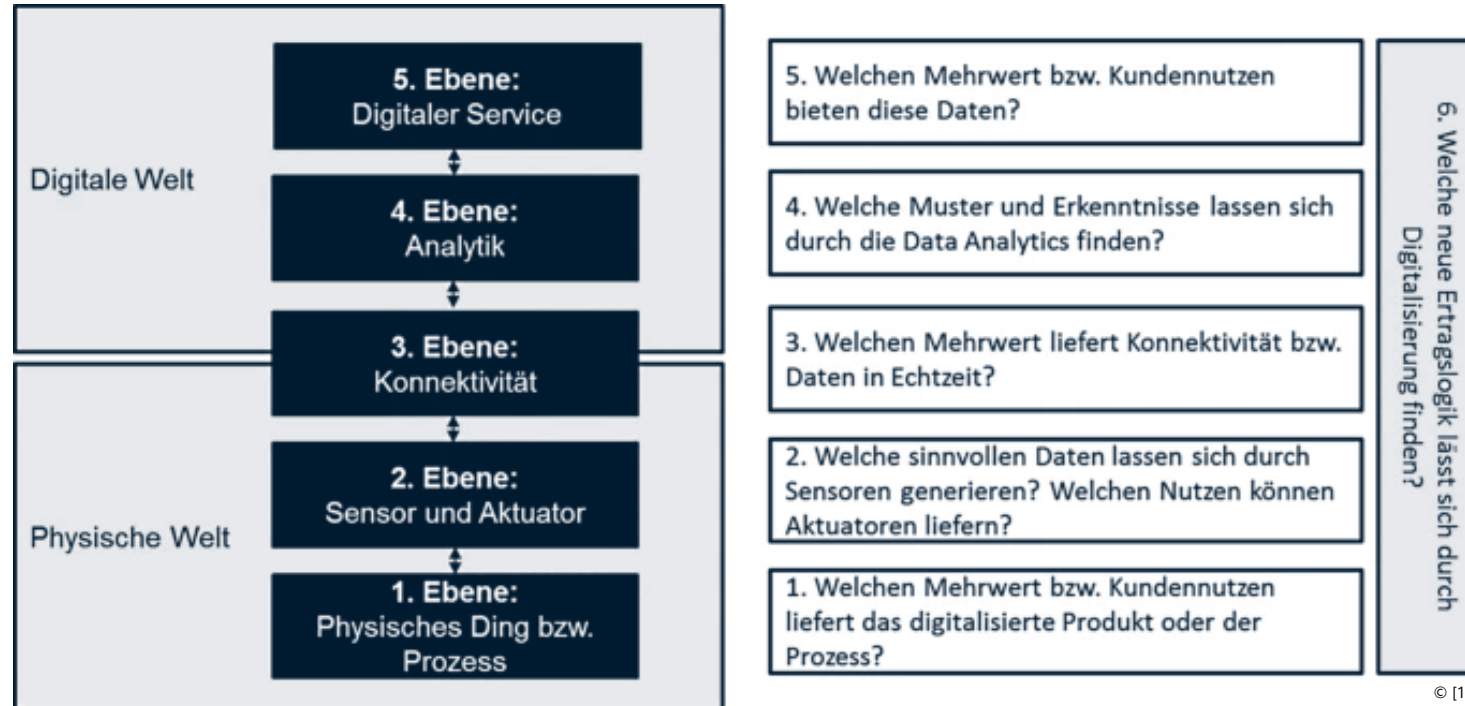 Digitale Welt
5. Ebene:
Digitaler Service
4. Ebene:
Analytik
3. Ebene:
Konnektivität
Physische Welt
2. Ebene:
Sensor und Aktuator
1. Ebene:
Physisches Ding bzw.
Prozess
5. Welchen Mehrwert bzw. Kundennutzen
bieten diese Daten?
4. Welche Muster und Erkenntnisse lassen sich
durch die Data Analytics finden?
3. Welchen Mehrwert liefert Konnektivität bzw.
Daten in Echtzeit?
2. Welche sinnvollen Daten lassen sich durch
Sensoren generieren? Welchen Nutzen können
Aktuatoren liefern?
1. Welchen Mehrwert bzw. Kundennutzen
liefert das digitalisierte Produkt oder der
Prozess?
6. Welche neue Ertragslogik lässt sich durch
Digitalisierung finden?
© [1